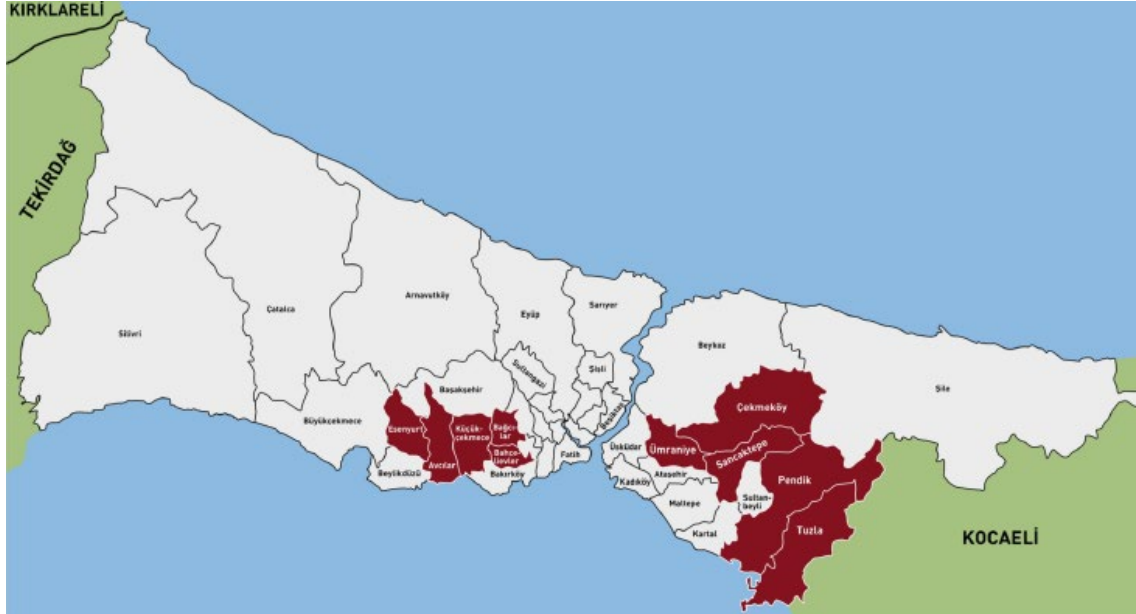 KIRKLARELİ
TEKİRDAĞ
Silivri
Çatalca
Arnavutköy
Eyüp
Sarıyer
Sultangazi
Şişli
Beşiktaş
Başakşehir
Büyükçekmece
Esenyurt
Avcılar
Küçük-
çekmece
Bağcı-
lar
Bahçe-
lievler
Beylikdüzü
Bakırköy
Fatih
Beykoz
Şile
Çekmeköy
Ümraniye
Sancaktepe
Üsküdar
Ataşehir
Kadıköy
Maltepe
Kartal
Sultan-
beyli
Pendik
Tuzla
KOCAELİ